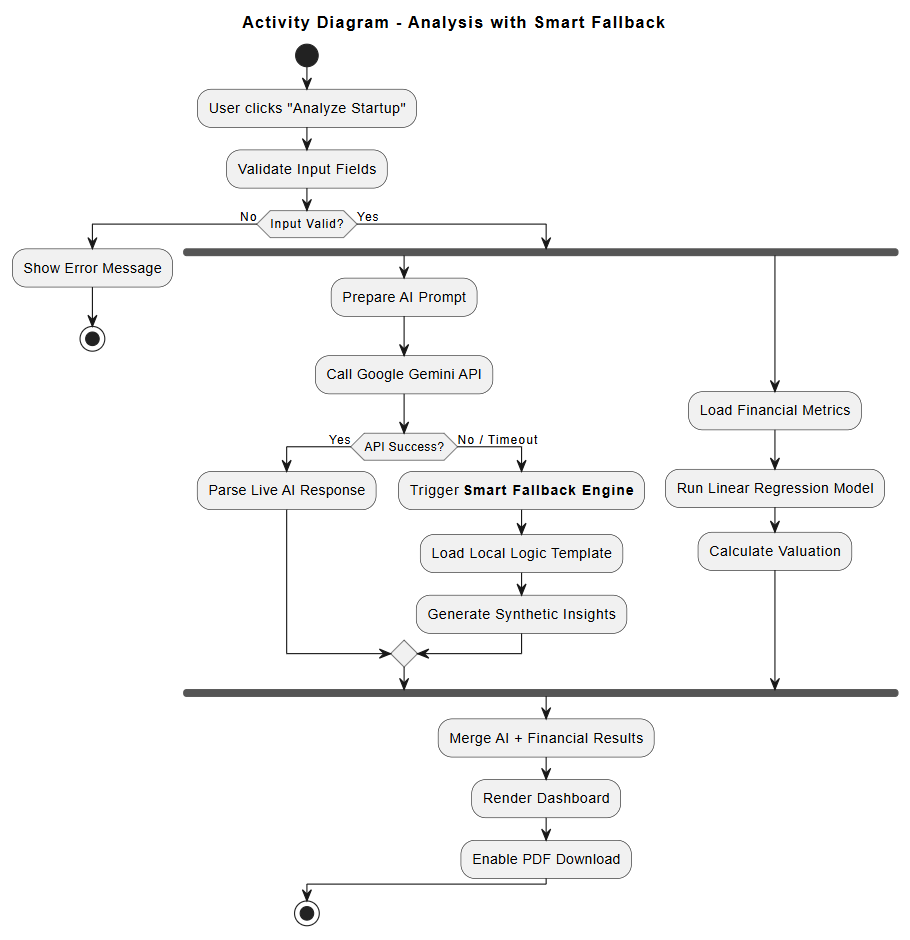 Activity Diagram - Analysis with Smart Fallback
User clicks "Analyze Startup"
Validate Input Fields
No
Input Valid?
Yes
Show Error Message
Prepare AI Prompt
Call Google Gemini API
Yes
API Success?
No / Timeout
Parse Live AI Response
Trigger Smart Fallback Engine
Load Local Logic Template
Generate Synthetic Insights
Load Financial Metrics
Run Linear Regression Model
Calculate Valuation
Merge AI + Financial Results
Render Dashboard
Enable PDF Download